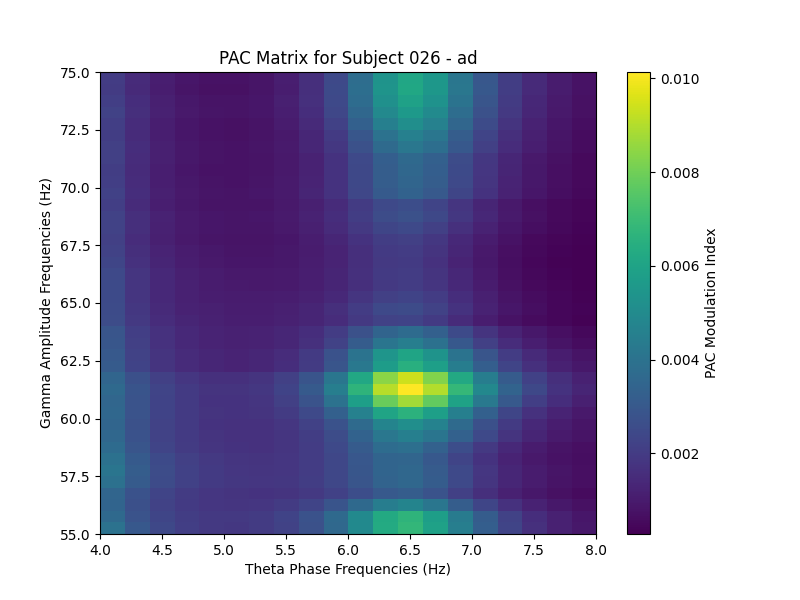 PAC Matrix for Subject 026 - ad
75.0
72.5
70.0
67.5
65.0
62.5
60.0
57.5
55.0
Gamma Amplitude Frequencies (Hz)
4.0 4.5 5.0 5.5 6.0 6.5 7.0 7.5 8.0
Theta Phase Frequencies (Hz)
0.010
0.008
0.006
0.004
0.002
PAC Modulation Index